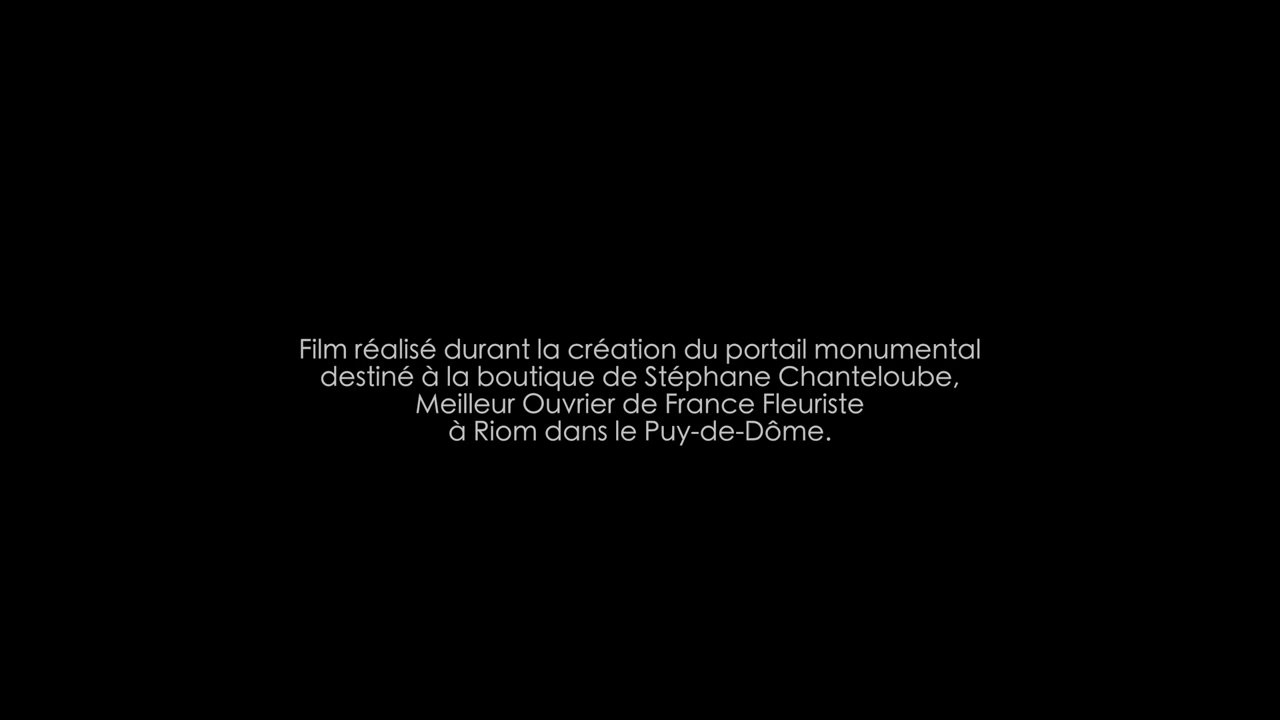 Film réalisé durant la création du portail monumental
destiné à la boutique de Stéphane Chanteloube,
Meilleur Ouvrier de France Fleuriste
à Riom dans le Puy-de-Dôme.